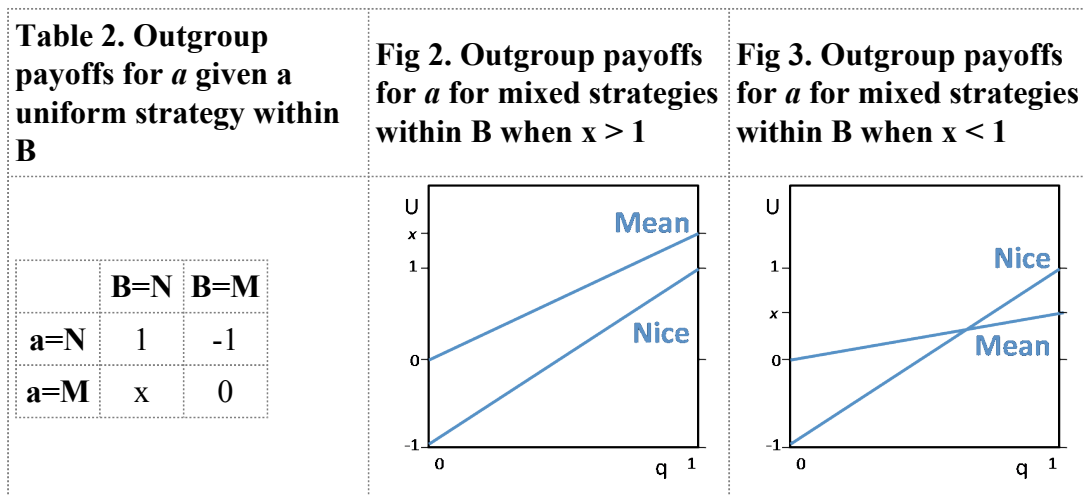 Table 2. Outgroup
payoffs for a given a
uniform strategy within
B
Fig 2. Outgroup payoffs
for a for mixed strategies
within B when x > 1
Fig 3. Outgroup payoffs
for a for mixed strategies
within B when x < 1
B=N B=M
a=N 1 -1
a=M x 0
U
x
1
0
-1
Mean
Nice
0 q 1
U
1
x
0
-1
Nice
Mean
0 q 1